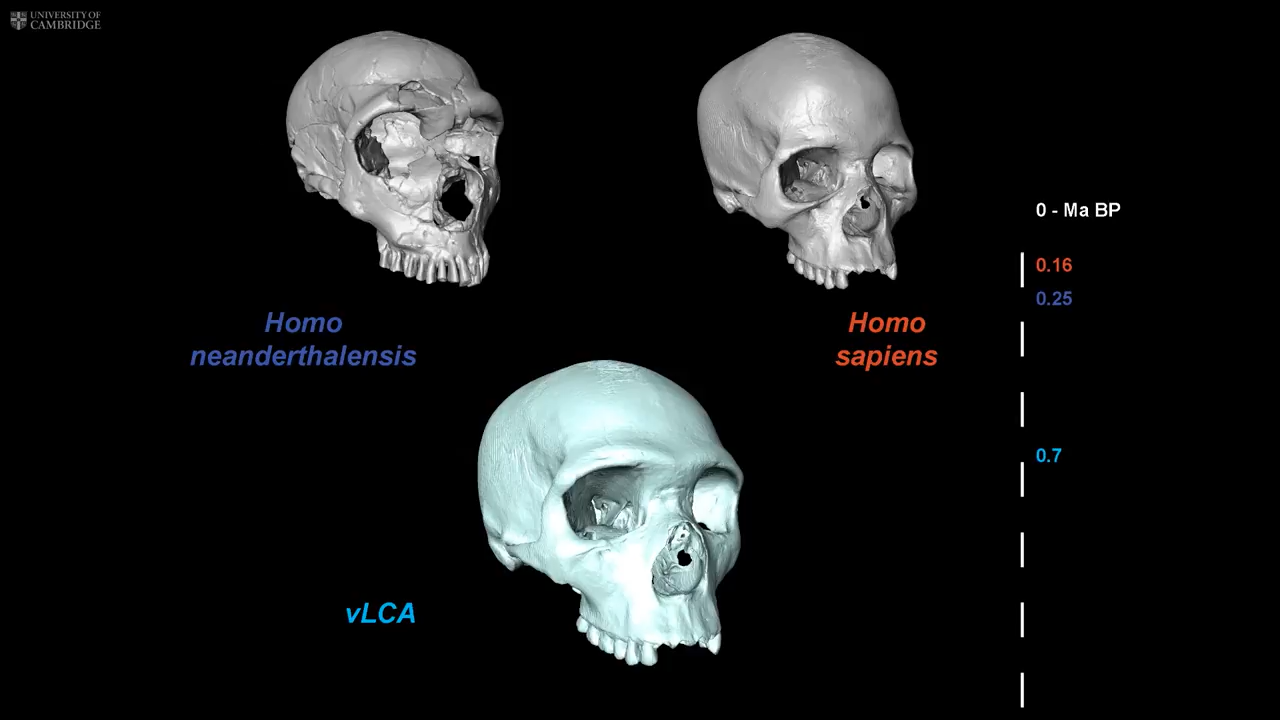 UNIVERSITY OF
CAMBRIDGE
0 - Ma BP
0.16
0.25
Homo
neanderthalensis
Homo
sapiens
0.7
vLCA